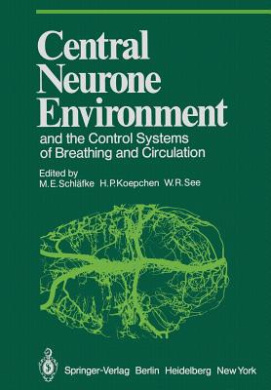 Central
Neurone
Environment
and the Control Systems
of Breathing and Circulation
Edited by
M.E.Schläfke H.P.Koepchen W.R.See
Springer-Verlag Berlin Heidelberg New York